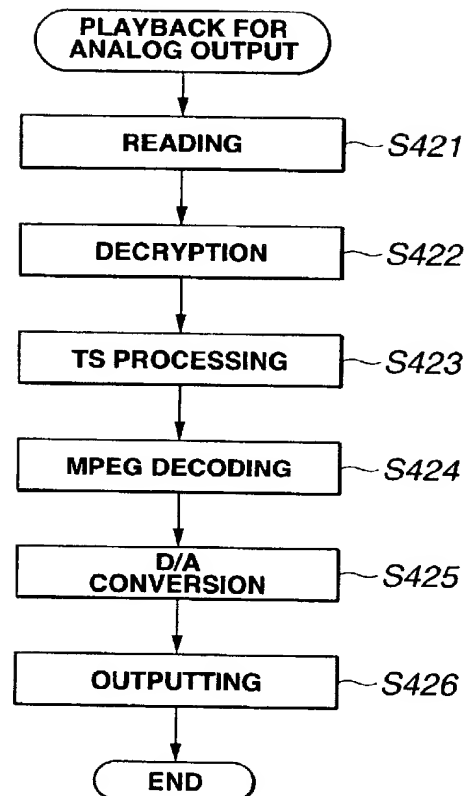 PLAYBACK FOR
ANALOG OUTPUT
READING S421
DECRYPTION S422
TS PROCESSING S423
MPEG DECODING S424
D/A
CONVERSION S425
OUTPUTTING S426
END